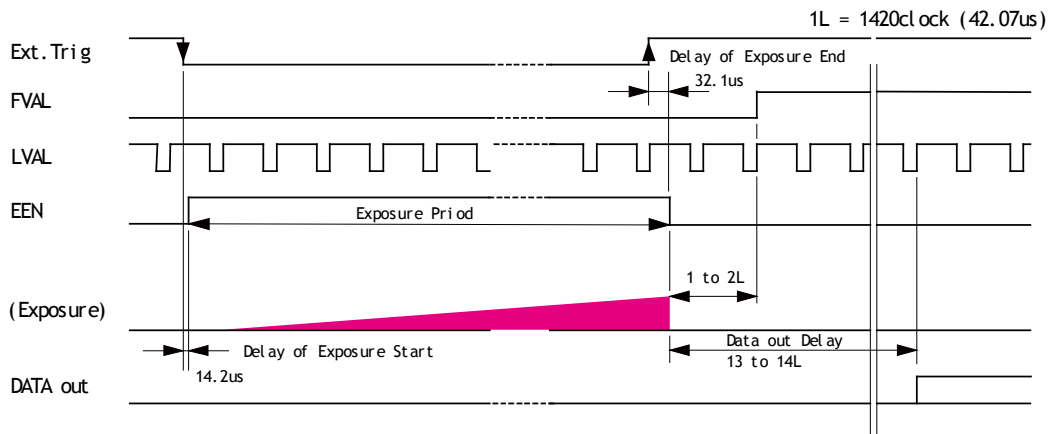 1L = 1420clock (42.07us)
Ext.Trig
Delay of Exposure End
32.1us
FVAL
LVAL
EEN
Exposure Priod
1 to 2L
(Exposure)
Delay of Exposure Start
14.2us
Data out Delay
13 to 14L
DATA out